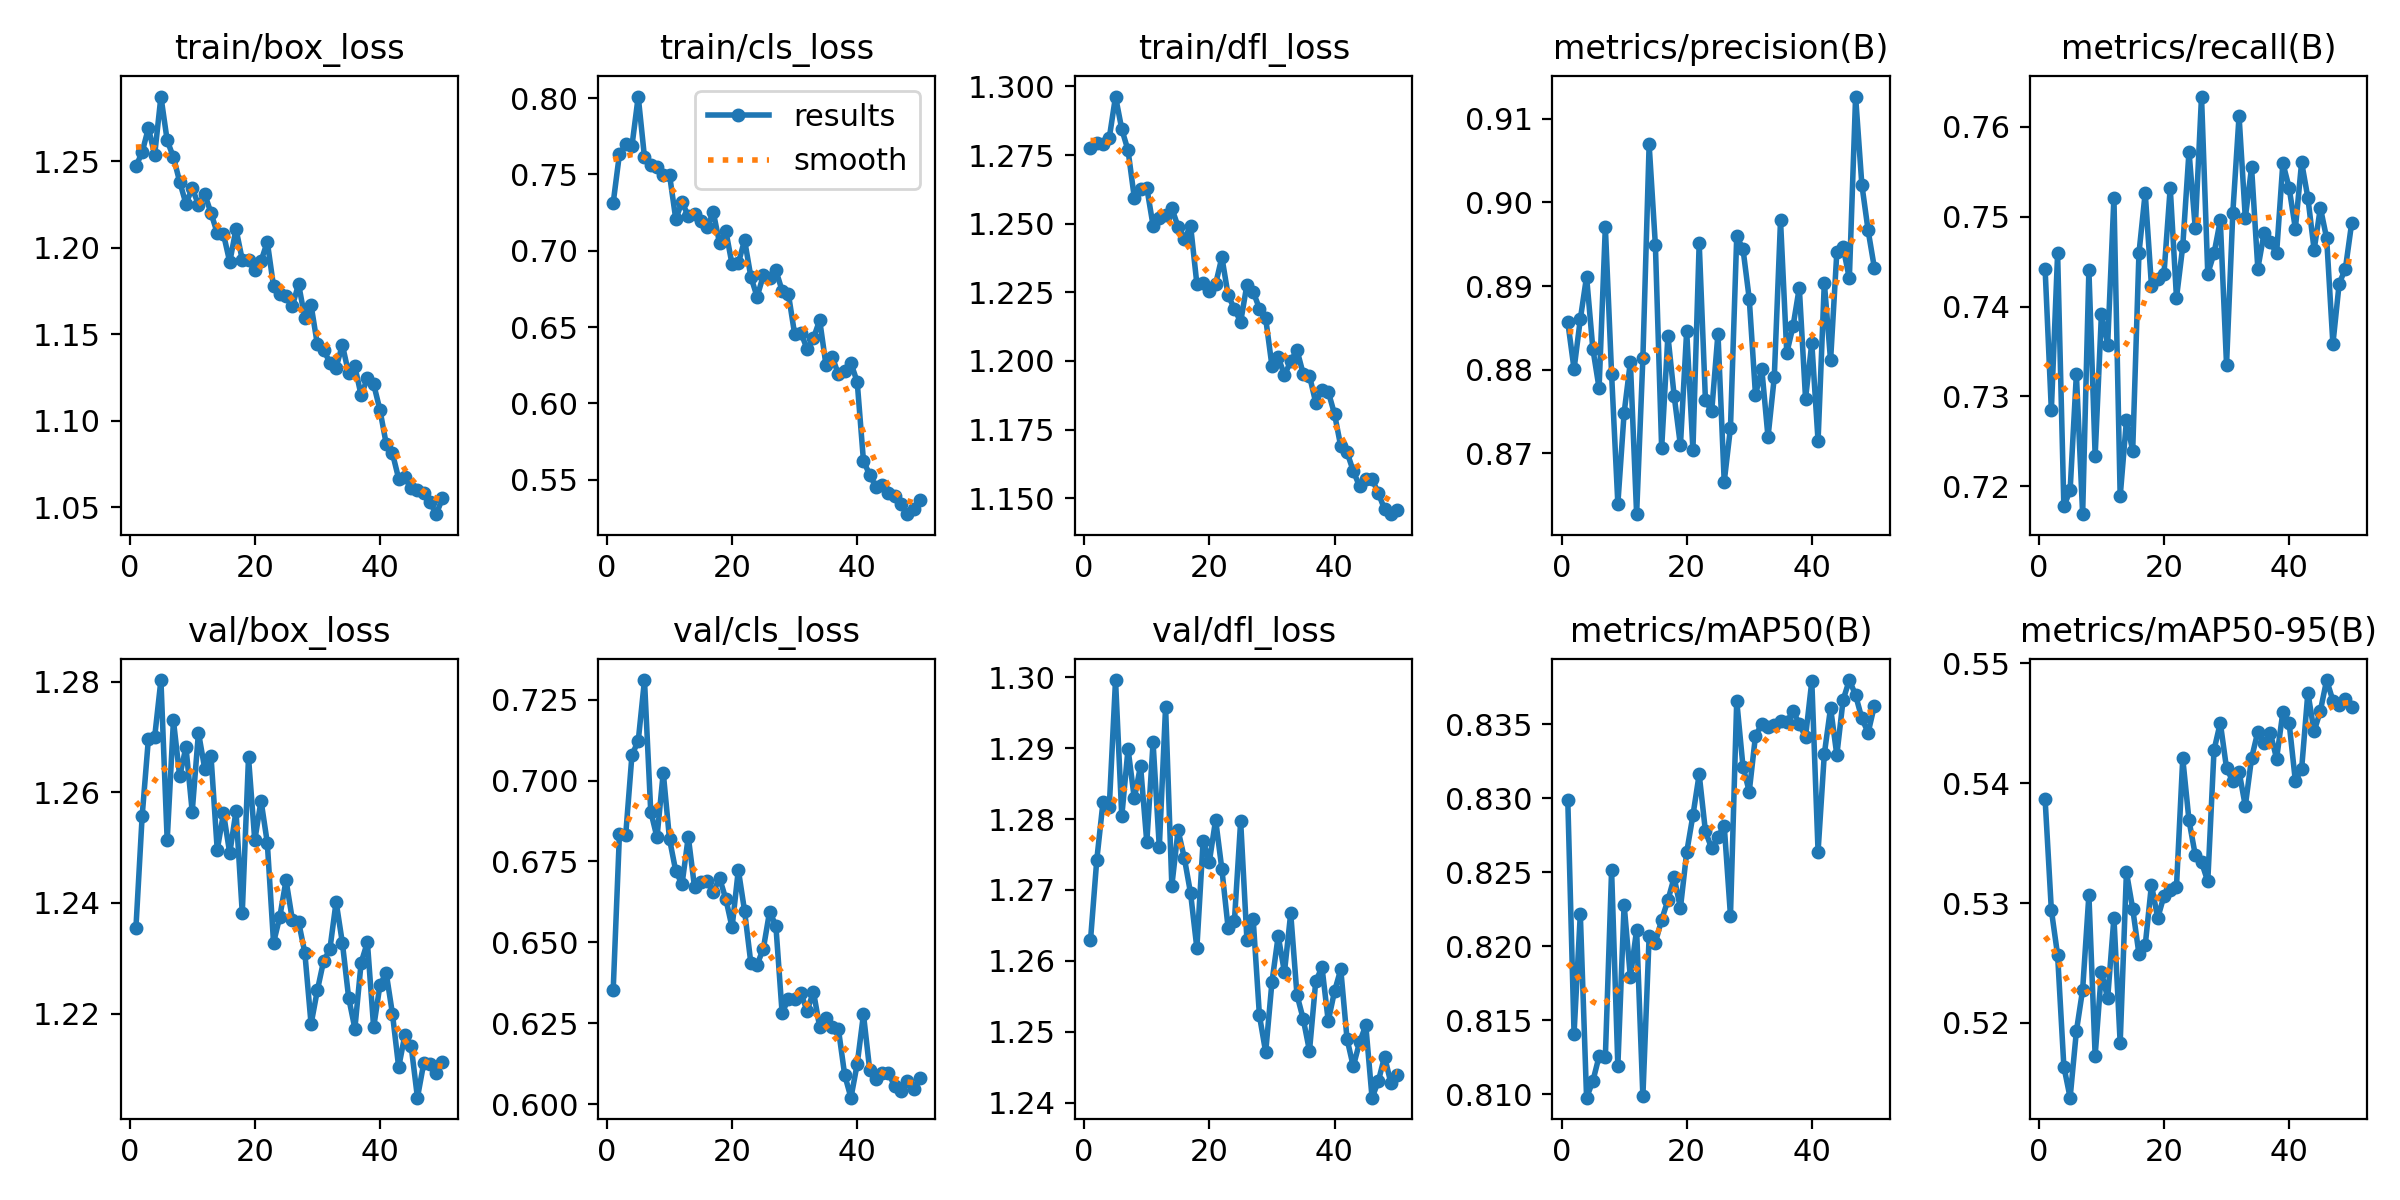 train/box_loss
1.25
1.20
1.15
1.10
1.05
0 20 40
train/cls_loss
results
smooth
0.80
0.75
0.70
0.65
0.60
0.55
0 20 40
train/dfl_loss
1.300
1.275
1.250
1.225
1.200
1.175
1.150
0 20 40
metrics/precision(B)
0.91
0.90
0.89
0.88
0.87
0 20 40
metrics/recall(B)
0.76
0.75
0.74
0.73
0.72
0 20 40
val/box_loss
1.28
1.26
1.24
1.22
0 20 40
val/cls_loss
0.725
0.700
0.675
0.650
0.625
0.600
0 20 40
val/dfl_loss
1.30
1.29
1.28
1.27
1.26
1.25
1.24
0 20 40
metrics/mAP50(B)
0.835
0.830
0.825
0.820
0.815
0.810
0 20 40
metrics/mAP50-95(B)
0.55
0.54
0.53
0.52
0 20 40